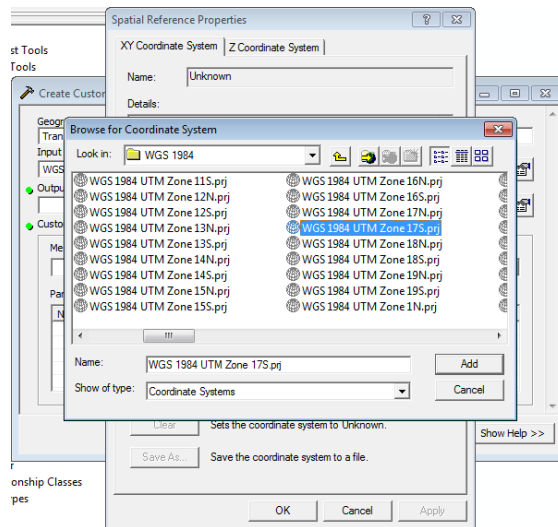 Spatial Reference Properties
st Tools
Tools
XY Coordinate System
Z Coordinate System
Name:
Unknown
Details:
Create Custor
Geogr
Tran
Input
WGS
Outpu
Custo
Me
Par
N
Browse for Coordinate System
Look in:
WGS 1984
WGS 1984 UTM Zone 11S.prj
WGS 1984 UTM Zone 16N.prj
WGS 1984 UTM Zone 12N.prj
WGS 1984 UTM Zone 16S.prj
WGS 1984 UTM Zone 12S.prj
WGS 1984 UTM Zone 17N.prj
WGS 1984 UTM Zone 13N.prj
WGS 1984 UTM Zone 17S.prj
WGS 1984 UTM Zone 13S.prj
WGS 1984 UTM Zone 18N.prj
WGS 1984 UTM Zone 14N.prj
WGS 1984 UTM Zone 18S.prj
WGS 1984 UTM Zone 14S.prj
WGS 1984 UTM Zone 19N.prj
WGS 1984 UTM Zone 15N.prj
WGS 1984 UTM Zone 19S.prj
WGS 1984 UTM Zone 15S.prj
WGS 1984 UTM Zone 1N.prj
Name:
WGS 1984 UTM Zone 17S.prj
Add
Show of type:
Coordinate Systems
Cancel
Clear
Sets the coordinate system to Unknown.
Show Help >>
Save As...
Save the coordinate system to a file.
r
onship Classes
ypes
OK
Cancel
Apply